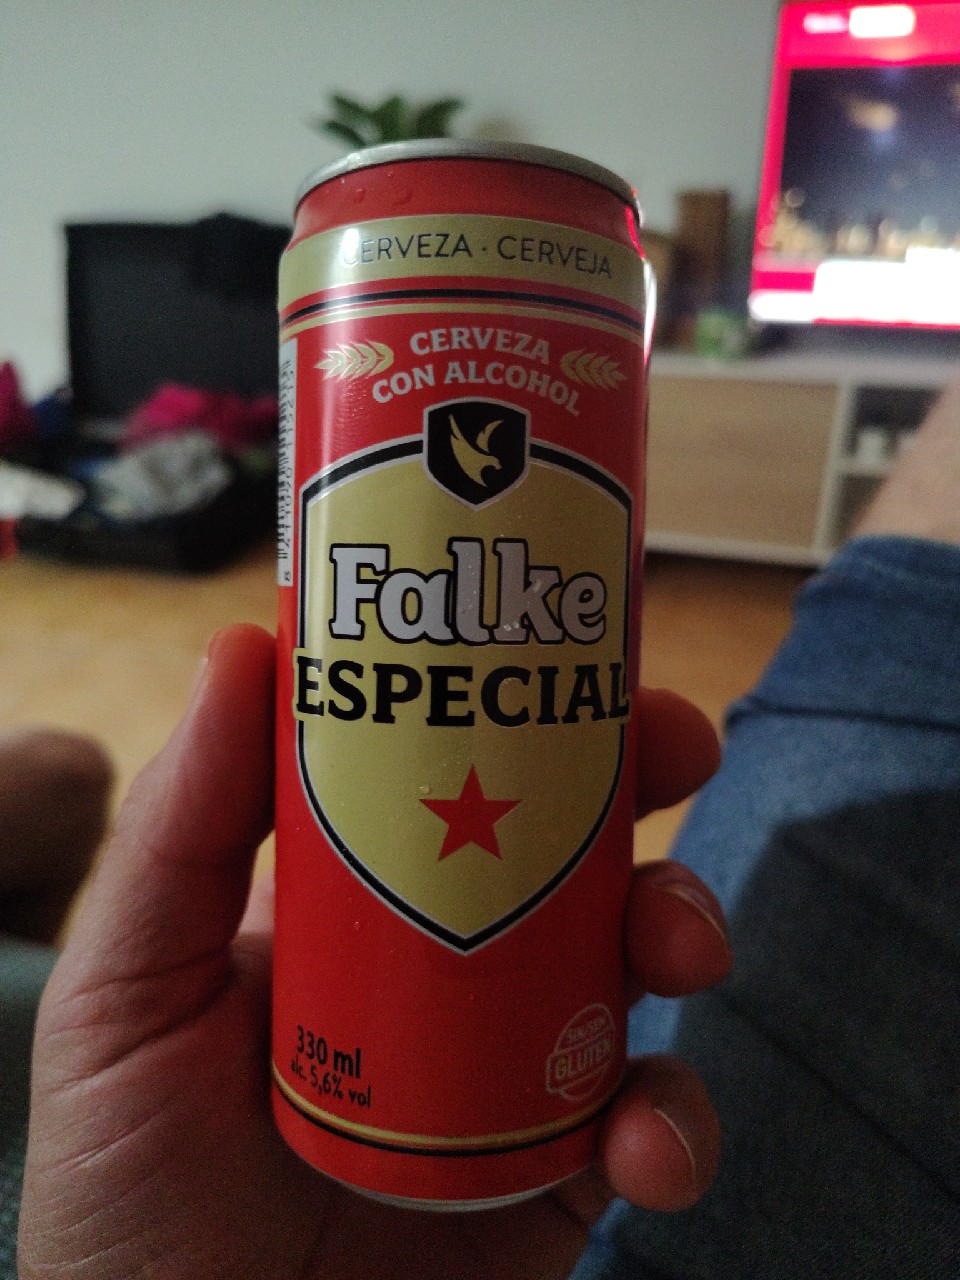 CERVEZA · CERVEJA
CERVEZA
CON ALCOHOL
Falke
ESPECIAL
330 ml
alc. 5,6% vol
GLUTEN